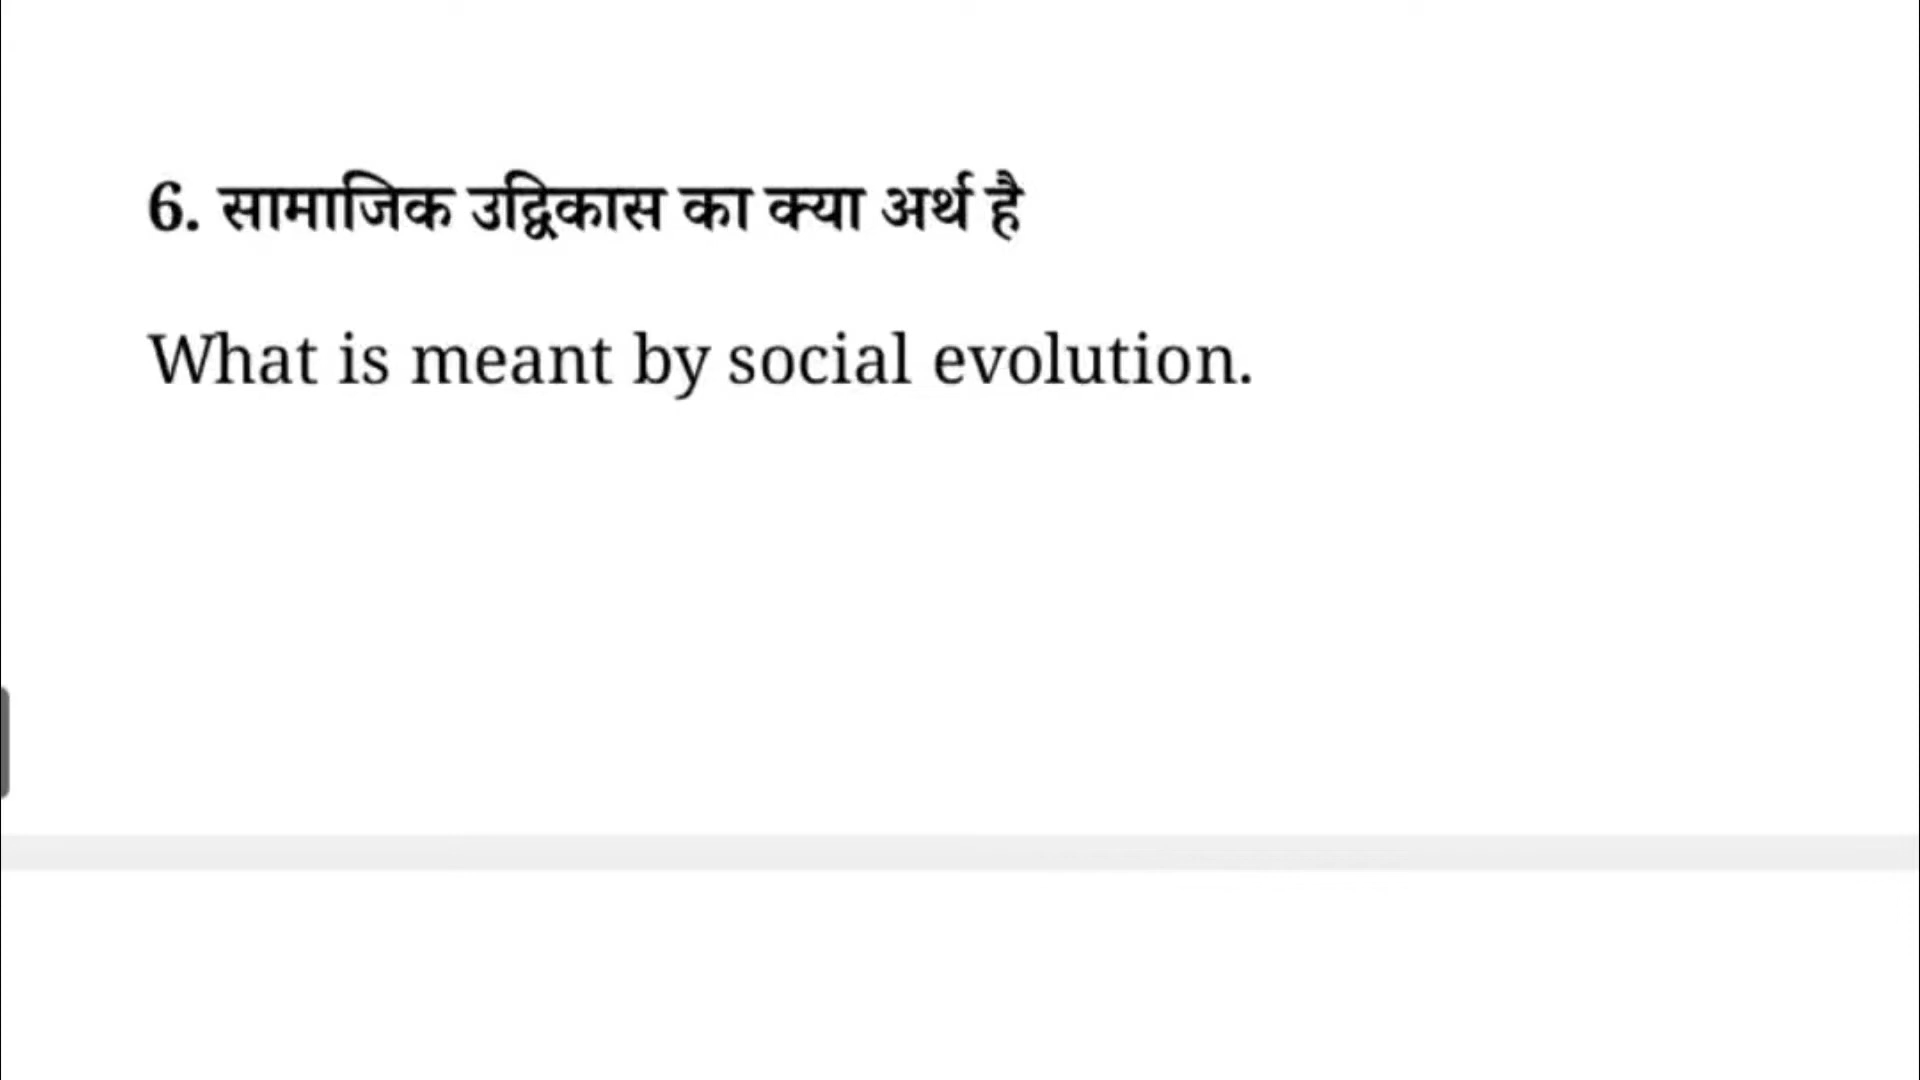 6. सामाजिक उद्विकास का क्या अर्थ है
What is meant by social evolution.